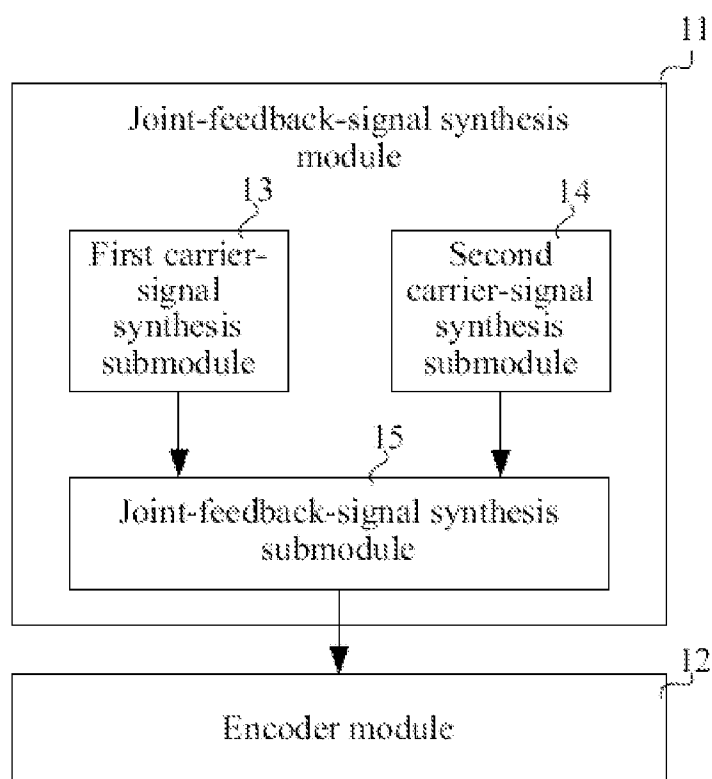 11
Joint-feedback-signal synthesis
module
13
14
First carrier-
signal
synthesis
submodule
Second
carrier-signal
synthesis
submodule
15
Joint-feedback-signal synthesis
submodule
12
Encoder module